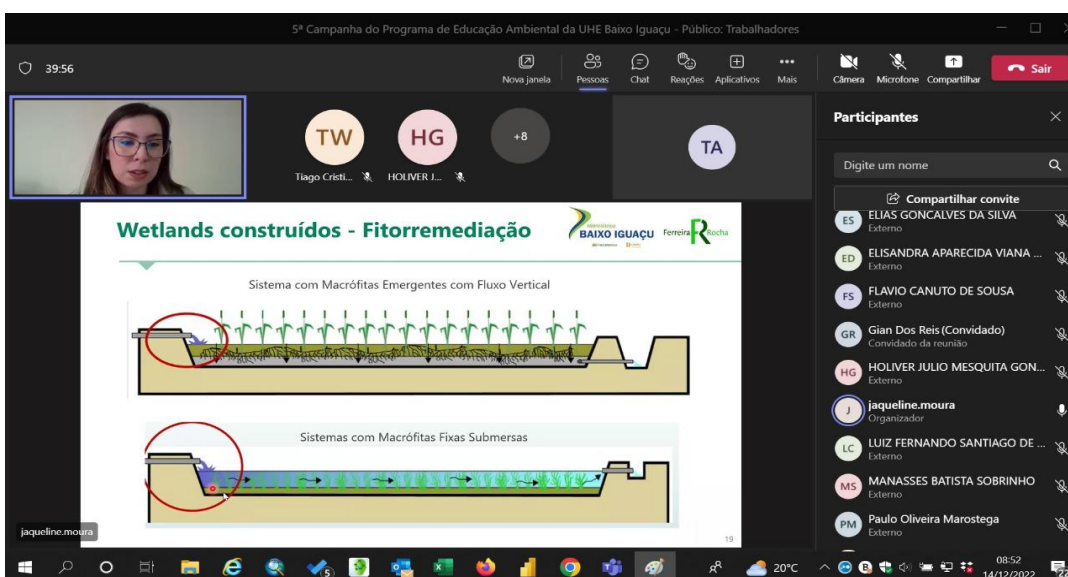 5ª Campanha do Programa de Educação Ambiental da UHE Baixo Iguaçu - Público: Trabalhadores
39:56
Nova janela
Pessoas
Chat
Reações
Aplicativos
Mais
Câmera
Microfone
Compartilhar
Sair
TW
Tiago Cristi...
HG
HOLIVER J...
+8
TA
Participantes
Digite um nome
Compartilhar convite
ES
ELIAS GONCALVES DA SILVA
Externo
ED
ELISANDRA APARECIDA VIANA ...
Externo
FS
FLAVIO CANUTO DE SOUSA
Externo
GR
Gian Dos Reis (Convidado)
Convidado da reunião
HG
HOLIVER JULIO MESQUITA GON...
Externo
J
jaqueline.moura
Organizador
LC
LUIZ FERNANDO SANTIAGO DE ...
Externo
MS
MANASSES BATISTA SOBRINHO
Externo
PM
Paulo Oliveira Marostega
Externo
Wetlands construídos - Fitorremediação
BAIXO IGUAÇU
Ferreira Rocha
Sistema com Macrófitas Emergentes com Fluxo Vertical
Sistemas com Macrófitas Fixas Submersas
19
jaqueline.moura
20°C
08:52
14/12/2022